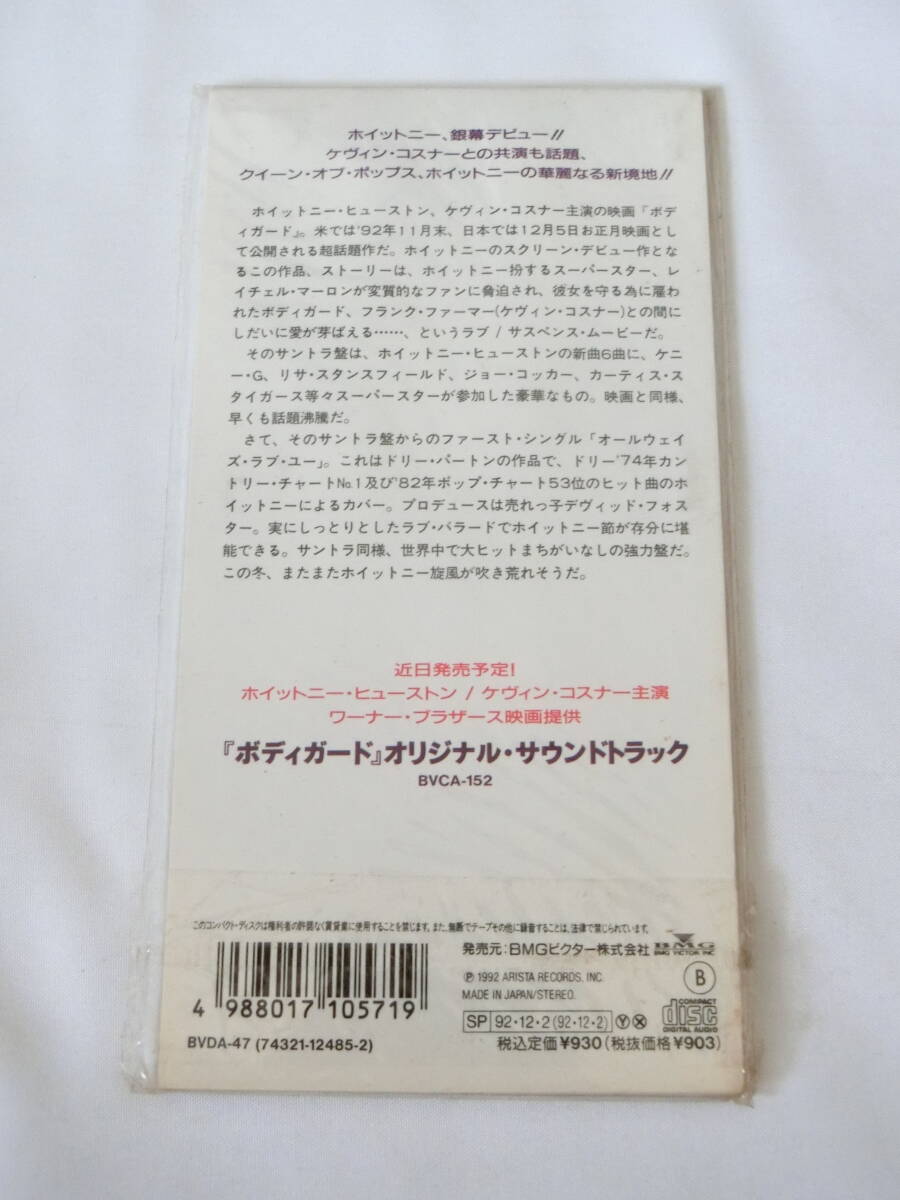 ホイットニー、銀幕デビュー!!
ケヴィン・コスナーとの共演も話題、
クイーン・オブ・ポップス、ホイットニーの華麗なる新境地!!
ホイットニー・ヒューストン、ケヴィン・コスナー主演の映画『ボデ
ィガード』。米では'92年11月末、日本では12月5日お正月映画とし
て公開される超話題作だ。ホイットニーのスクリーン・デビュー作とな
るこの作品、ストーリーは、ホイットニー扮するスーパースター、レ
イチェル・マーロンが変質的なファンに脅迫され、彼女を守る為に雇わ
れたボディガード、フランク・ファーマー(ケヴィン・コスナー)との間に
しだいに愛が芽ばえる……、というラブ / サスペンス・ムービーだ。
そのサントラ盤は、ホイットニー・ヒューストンの新曲6曲に、ケニ
ー・G、リサ・スタンスフィールド、ジョー・コッカー、カーティス・ス
タイガース等々スーパースターが参加した豪華なもの。映画と同様、
早くも話題沸騰だ。
さて、そのサントラ盤からのファースト・シングル「オールウェイ
ズ・ラブ・ユー」。これはドリー・パートンの作品で、ドリー'74年カン
トリー・チャートNo.1及び'82年ポップ・チャート53位のヒット曲のホ
イットニーによるカバー。プロデュースは売れっ子デヴィッド・フォス
ター。実にしっとりとしたラブ・バラードでホイットニー節が存分に堪
能できる。サントラ同様、世界中で大ヒットまちがいなしの強力盤だ。
この冬、またまたホイットニー旋風が吹き荒れそうだ。
近日発売予定!
ホイットニー・ヒューストン / ケヴィン・コスナー主演
ワーナー・ブラザース映画提供
『ボディガード』オリジナル・サウンドトラック
BVCA-152
このコンパクト・ディスクは権利者の許諾なく賃貸業に使用することを禁じます。また、無断でテープその他に録音することは、法律で禁じられています。
4 988017 105719
BVDA-47 (74321-12485-2)
発売元:BMGビクター株式会社
BMG
BMG VICTOR INC
Ⓟ 1992 ARISTA RECORDS, INC.
MADE IN JAPAN/STEREO.
B
SP 92・12・2 (92・12・2) Ⓨ Ⓧ
税込定価¥930(税抜価格¥903)
COMPACT
disc
DIGITAL AUDIO